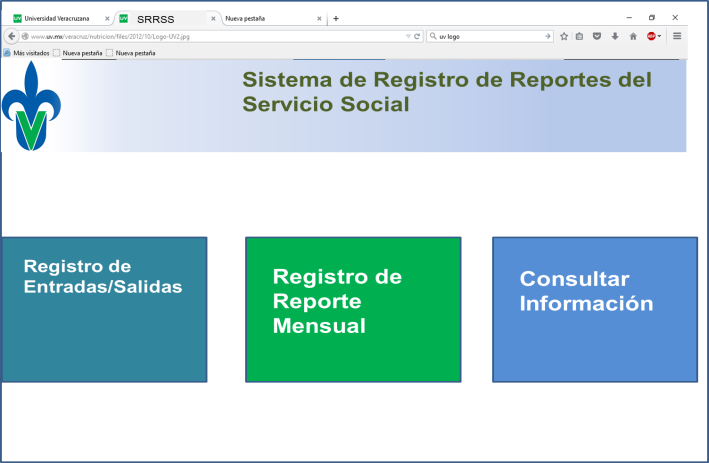 Universidad Veracruzana
SRRSS
Nueva pestaña
www.uv.mx/veracruz/nutricion/files/2012/10/Logo-UV2.jpg
uv logo
Más visitados Nueva pestaña Nueva pestaña
Sistema de Registro de Reportes del
Servicio Social
Registro de
Entradas/Salidas
Registro de
Reporte
Mensual
Consultar
Información